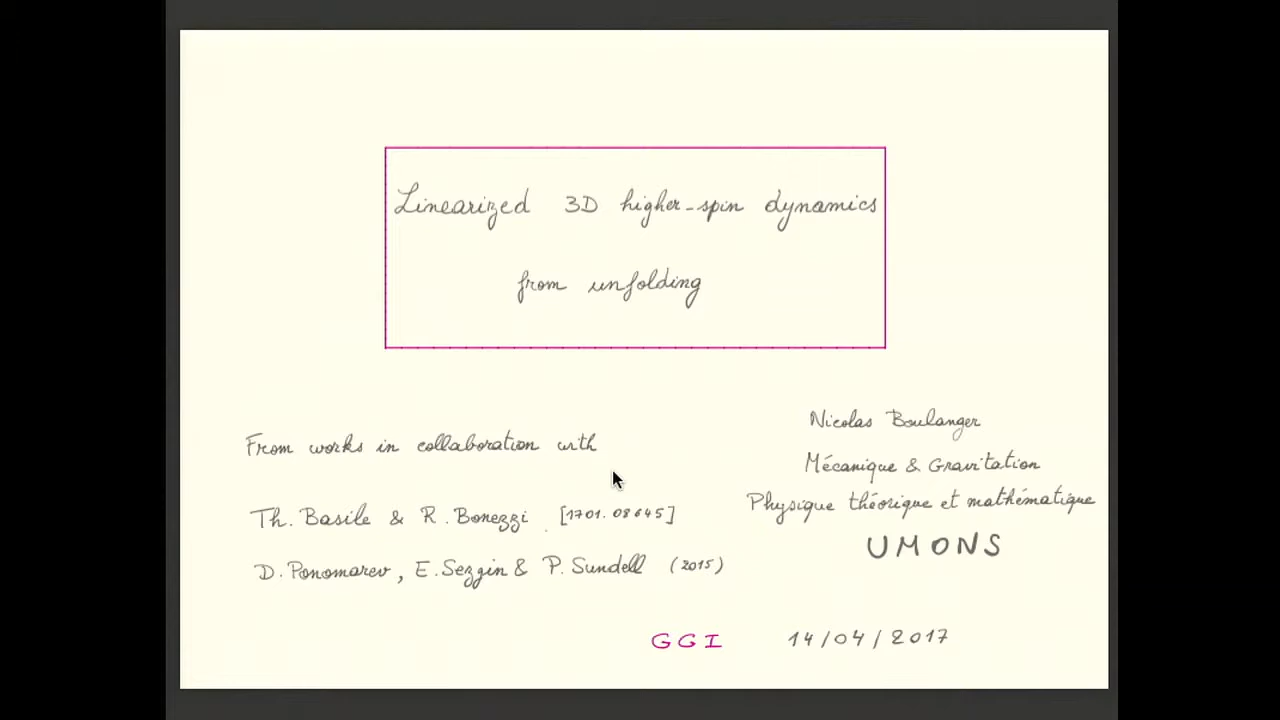 Linearized 3D higher-spin dynamics
from unfolding
From works in collaboration with
Th. Basile & R. Bonezzi [1701.08645]
D. Ponomarev, E. Sezgin & P. Sundell (2015)
Nicolas Boulanger
Mécanique & Gravitation
Physique théorique et mathématique
UMONS
GGI 14/04/2017